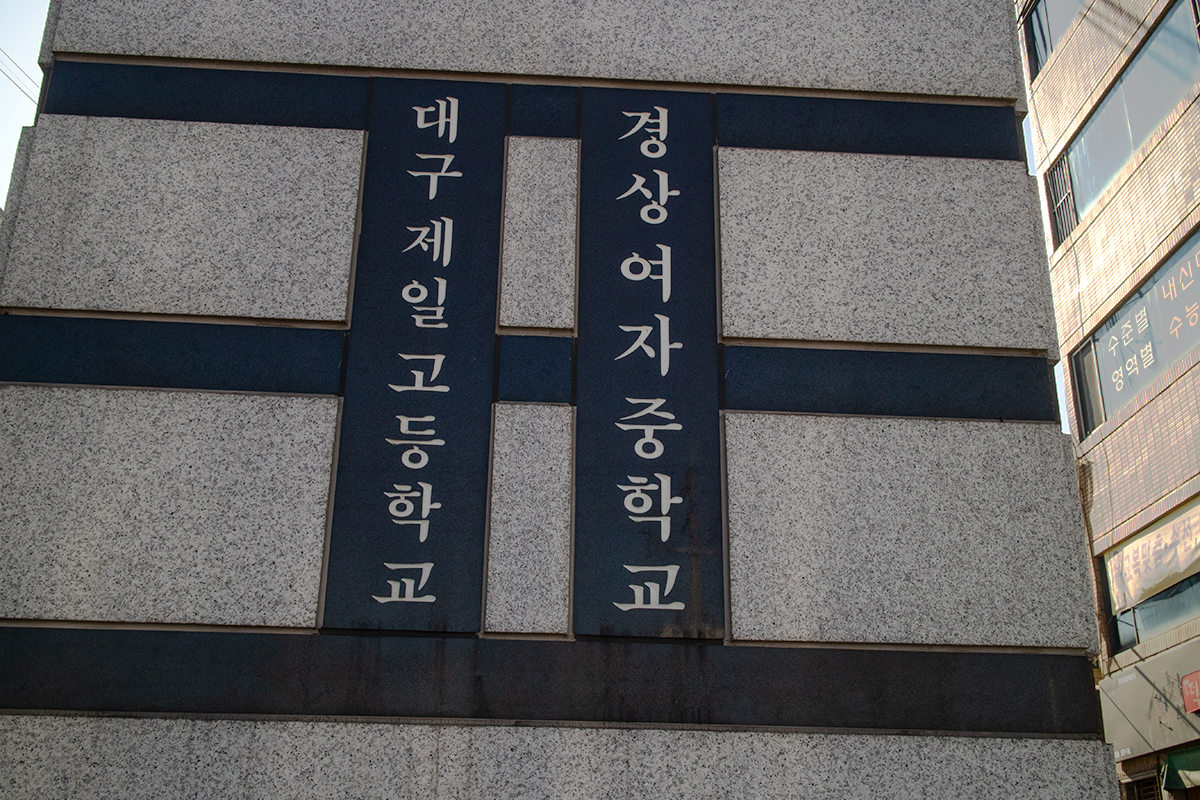 대구제일고등학교
경상여자중학교
수준별
영역별
내신
수능